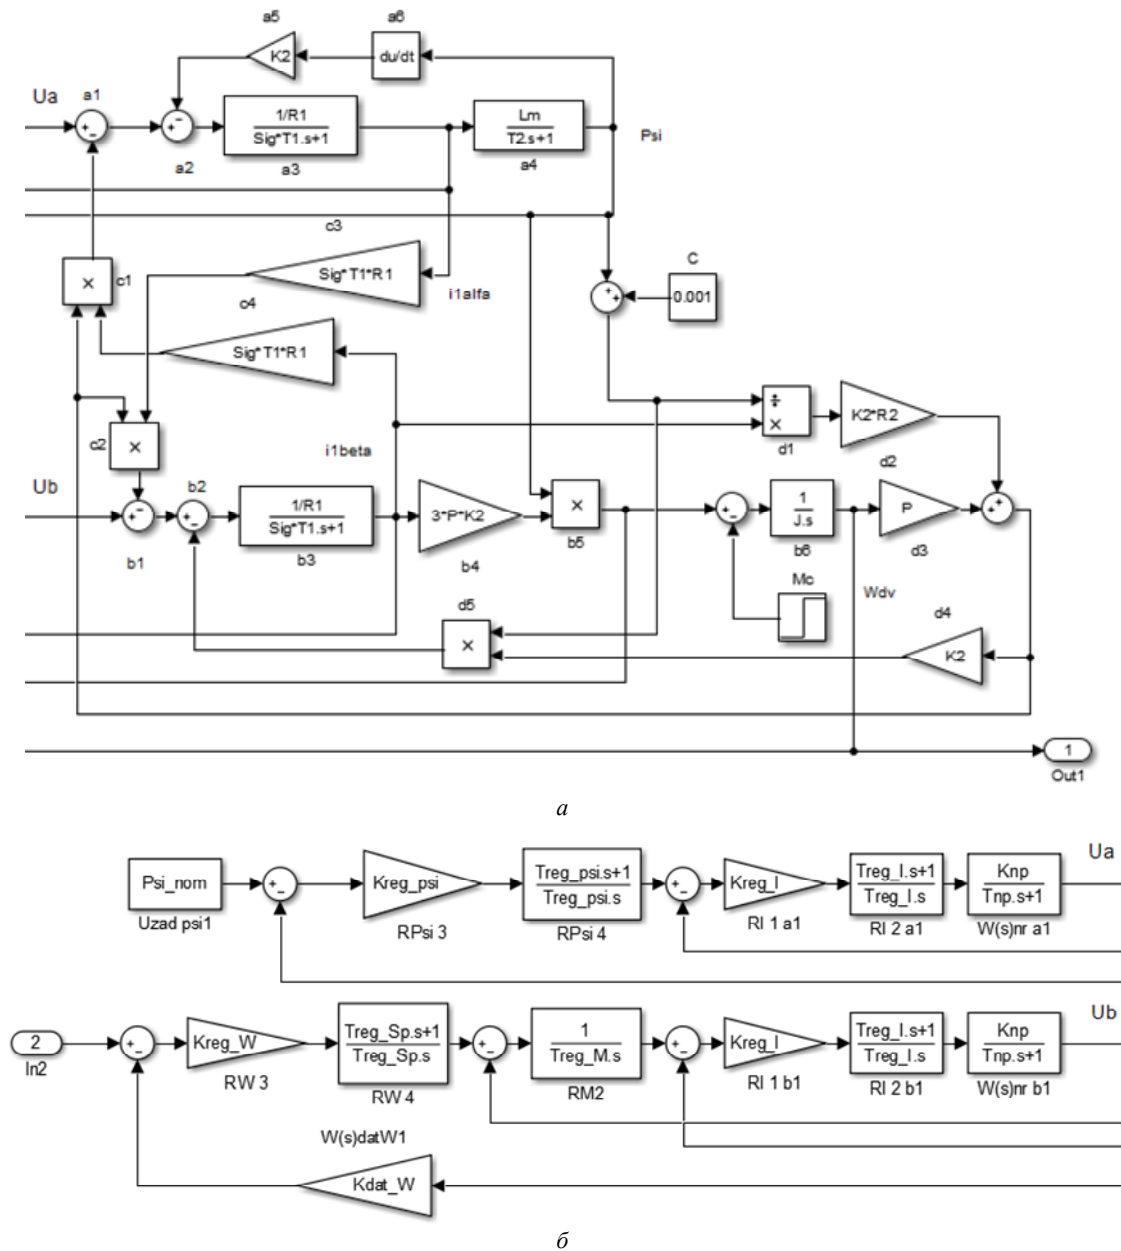 a5
a6
K2
du/dt
Ua
a1
1/R1
Sig*T1.s+1
Lm
T2.s+1
Psi
a2
a3
a4
c3
C
c1
Sig*T1*R1
i1alfa
0.001
c4
Sig*T1*R1
K2*R2
c2
i1beta
d1
d2
Ub
b2
1/R1
Sig*T1.s+1
3*P*K2
1
J.s
P
b1
b3
b4
b5
b6
d3
Mc
Wdv
d5
d4
K2
1
Out1
а
Psi_nom
Uzad psi1
Kreg_psi
RPsi 3
Treg_psi.s+1
Treg_psi.s
RPsi 4
Kreg_I
RI 1 a1
Treg_I.s+1
Treg_I.s
RI 2 a1
Knp
Tnp.s+1
W(s)nr a1
Ua
2
In2
Kreg_W
RW 3
Treg_Sp.s+1
Treg_Sp.s
RW 4
1
Treg_M.s
RM2
Kreg_I
RI 1 b1
Treg_I.s+1
Treg_I.s
RI 2 b1
Knp
Tnp.s+1
W(s)nr b1
Ub
W(s)datW1
Kdat_W
б